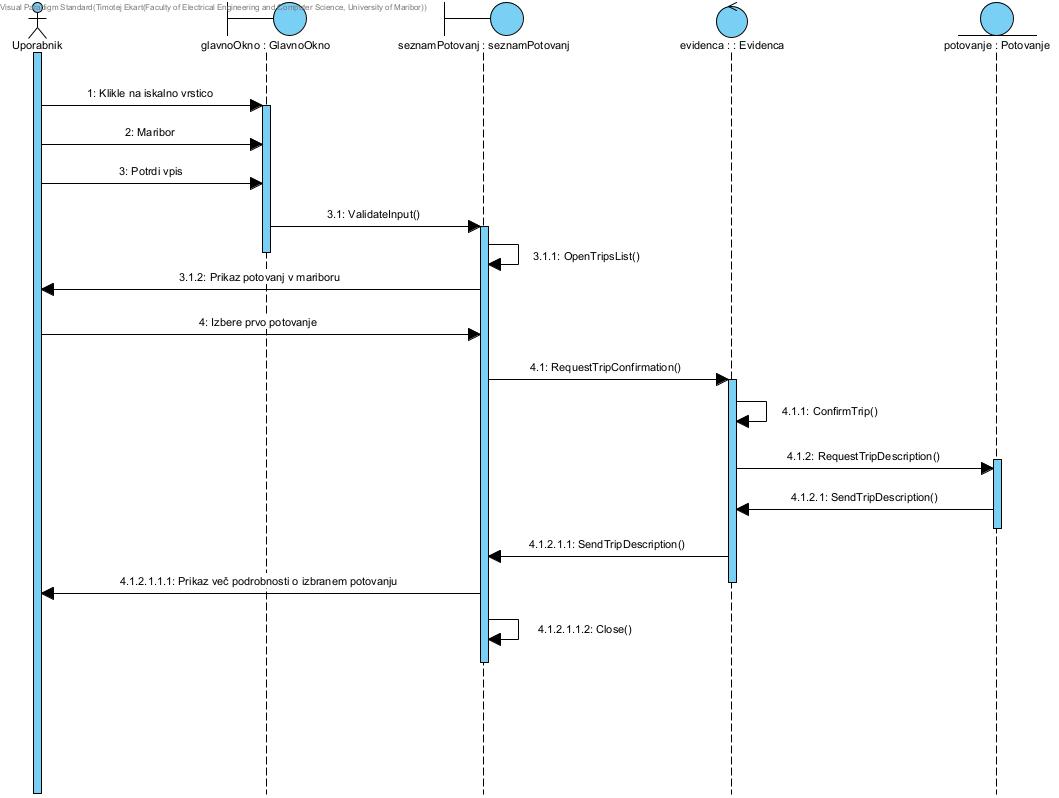 Visual Paradigm Standard(Timotej Ekart(Faculty of Electrical Engineering and Computer Science, University of Maribor))
Uporabnik
glavnoOkno : GlavnoOkno
seznamPotovanj : seznamPotovanj
evidenca : : Evidenca
potovanje : Potovanje
1: Klikle na iskalno vrstico
2: Maribor
3: Potrdi vpis
3.1: ValidateInput()
3.1.1: OpenTripsList()
3.1.2: Prikaz potovanj v mariboru
4: Izbere prvo potovanje
4.1: RequestTripConfirmation()
4.1.1: ConfirmTrip()
4.1.2: RequestTripDescription()
4.1.2.1: SendTripDescription()
4.1.2.1.1: SendTripDescription()
4.1.2.1.1.1: Prikaz več podrobnosti o izbranem potovanju
4.1.2.1.1.2: Close()